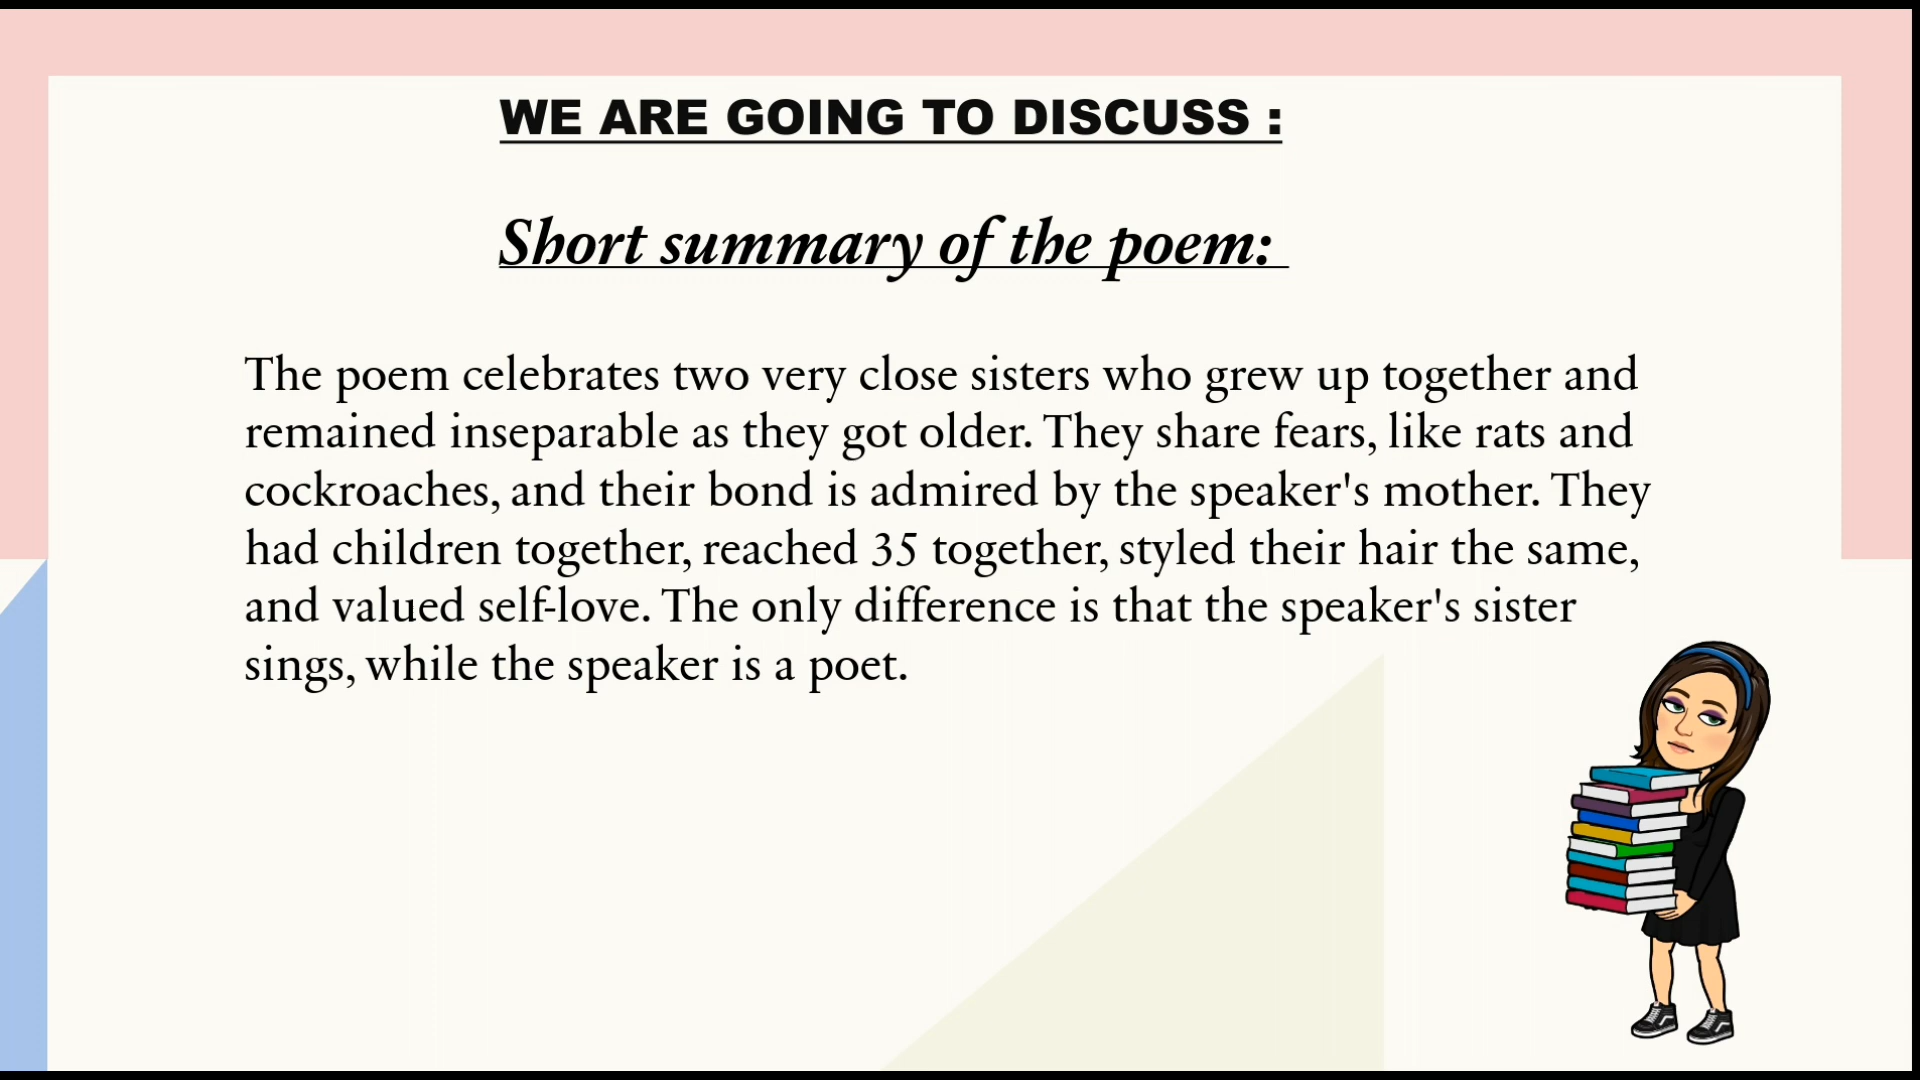 WE ARE GOING TO DISCUSS :
Short summary of the poem:
The poem celebrates two very close sisters who grew up together and
remained inseparable as they got older. They share fears, like rats and
cockroaches, and their bond is admired by the speaker's mother. They
had children together, reached 35 together, styled their hair the same,
and valued self-love. The only difference is that the speaker's sister
sings, while the speaker is a poet.